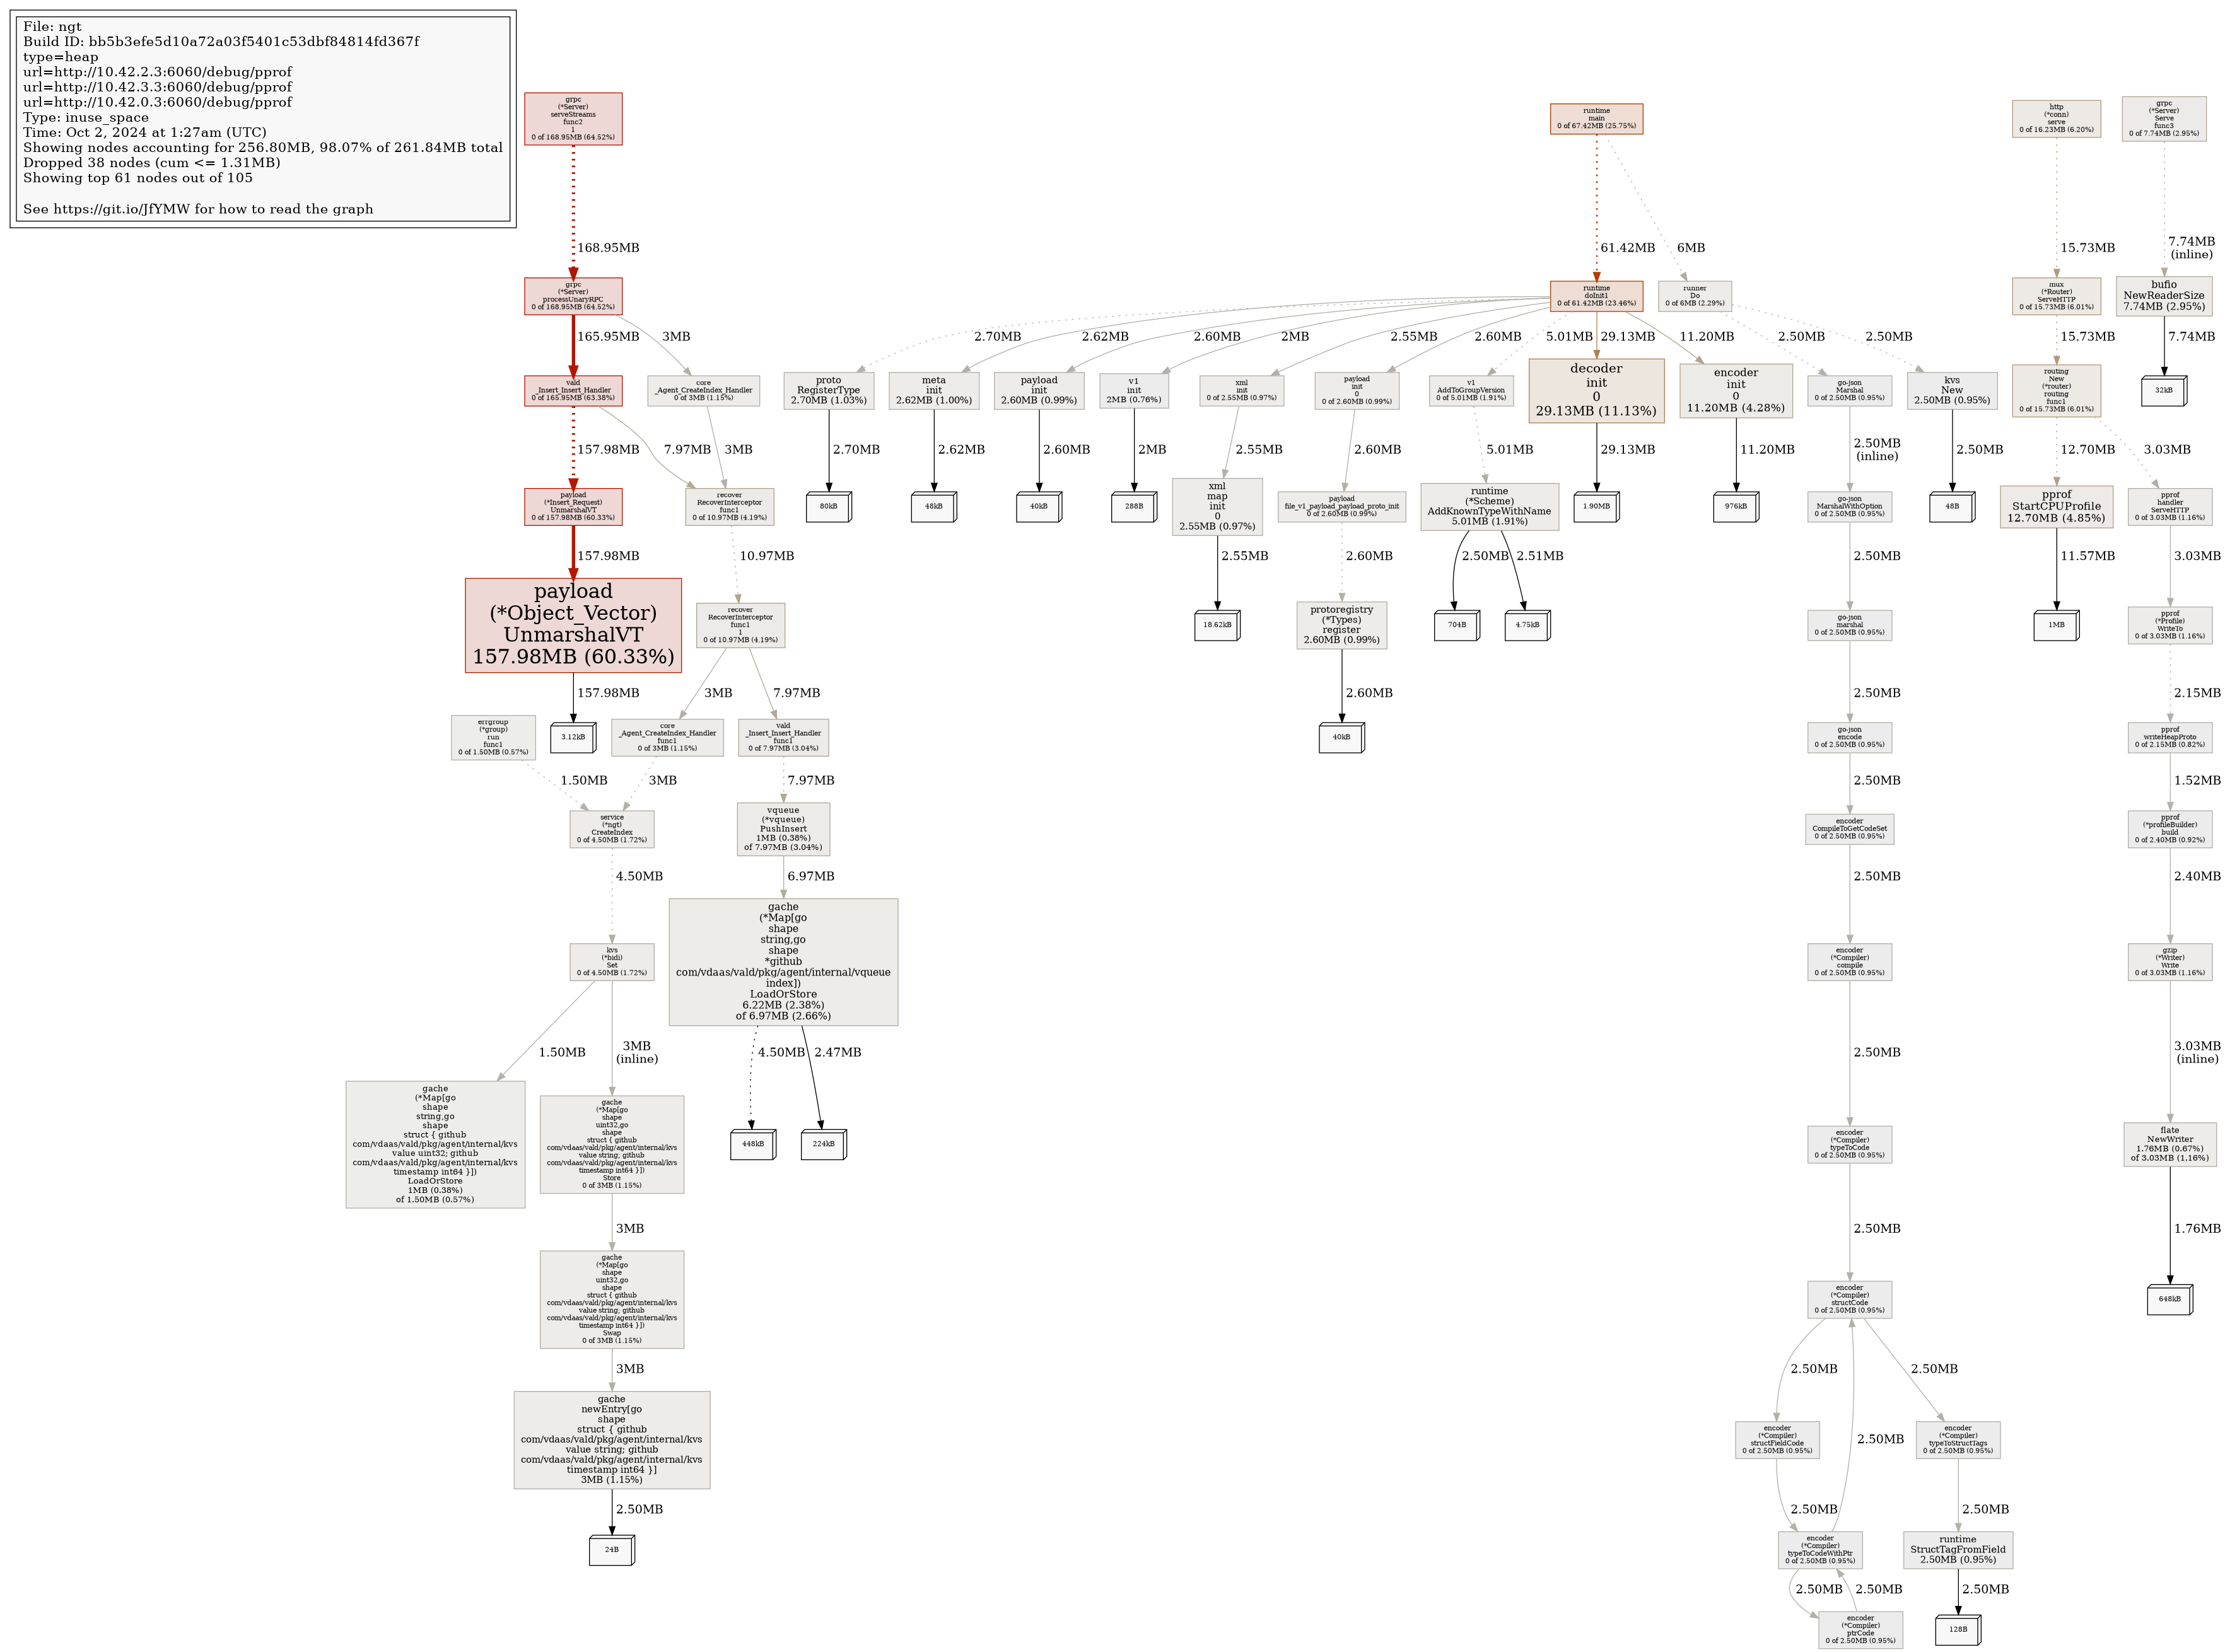 File: ngt
Build ID: bb5b3efe5d10a72a03f5401c53dbf84814fd367f
type=heap
url=http://10.42.2.3:6060/debug/pprof
url=http://10.42.3.3:6060/debug/pprof
url=http://10.42.0.3:6060/debug/pprof
Type: inuse_space
Time: Oct 2, 2024 at 1:27am (UTC)
Showing nodes accounting for 256.80MB, 98.07% of 261.84MB total
Dropped 38 nodes (cum <= 1.31MB)
Showing top 61 nodes out of 105
See https://git.io/JfYMW for how to read the graph
grpc
(*Server)
serveStreams
func2
1
0 of 168.95MB (64.52%)
168.95MB
grpc
(*Server)
processUnaryRPC
0 of 168.95MB (64.52%)
165.95MB
3MB
vald
_Insert_Insert_Handler
0 of 165.95MB (63.38%)
core
_Agent_CreateIndex_Handler
0 of 3MB (1.15%)
157.98MB
7.97MB
3MB
payload
(*Insert_Request)
UnmarshalVT
0 of 157.98MB (60.33%)
recover
RecoverInterceptor
func1
0 of 10.97MB (4.19%)
157.98MB
10.97MB
payload
(*Object_Vector)
UnmarshalVT
157.98MB (60.33%)
recover
RecoverInterceptor
func1
1
0 of 10.97MB (4.19%)
157.98MB
3MB
7.97MB
errgroup
(*group)
run
func1
0 of 1.50MB (0.57%)
3.12kB
core
_Agent_CreateIndex_Handler
func1
0 of 3MB (1.15%)
vald
_Insert_Insert_Handler
func1
0 of 7.97MB (3.04%)
1.50MB
3MB
7.97MB
service
(*ngt)
CreateIndex
0 of 4.50MB (1.72%)
vqueue
(*vqueue)
PushInsert
1MB (0.38%)
of 7.97MB (3.04%)
4.50MB
6.97MB
kvs
(*bidi)
Set
0 of 4.50MB (1.72%)
gache
(*Map[go
shape
string,go
shape
*github
com/vdaas/vald/pkg/agent/internal/vqueue
index])
LoadOrStore
6.22MB (2.38%)
of 6.97MB (2.66%)
1.50MB
3MB
(inline)
4.50MB
2.47MB
gache
(*Map[go
shape
string,go
shape
struct { github
com/vdaas/vald/pkg/agent/internal/kvs
value uint32; github
com/vdaas/vald/pkg/agent/internal/kvs
timestamp int64 }])
LoadOrStore
1MB (0.38%)
of 1.50MB (0.57%)
gache
(*Map[go
shape
uint32,go
shape
struct { github
com/vdaas/vald/pkg/agent/internal/kvs
value string; github
com/vdaas/vald/pkg/agent/internal/kvs
timestamp int64 }])
Store
0 of 3MB (1.15%)
448kB
224kB
3MB
gache
(*Map[go
shape
uint32,go
shape
struct { github
com/vdaas/vald/pkg/agent/internal/kvs
value string; github
com/vdaas/vald/pkg/agent/internal/kvs
timestamp int64 }])
Swap
0 of 3MB (1.15%)
3MB
gache
newEntry[go
shape
struct { github
com/vdaas/vald/pkg/agent/internal/kvs
value string; github
com/vdaas/vald/pkg/agent/internal/kvs
timestamp int64 }]
3MB (1.15%)
2.50MB
24B
runtime
main
0 of 67.42MB (25.75%)
61.42MB
6MB
runtime
doInit1
0 of 61.42MB (23.46%)
runner
Do
0 of 6MB (2.29%)
2.70MB
2.62MB
2.60MB
2MB
2.55MB
2.60MB
5.01MB
29.13MB
11.20MB
2.50MB
2.50MB
proto
RegisterType
2.70MB (1.03%)
meta
init
2.62MB (1.00%)
payload
init
2.60MB (0.99%)
v1
init
2MB (0.76%)
xml
init
0 of 2.55MB (0.97%)
payload
init
0
0 of 2.60MB (0.99%)
v1
AddToGroupVersion
0 of 5.01MB (1.91%)
decoder
init
0
29.13MB (11.13%)
encoder
init
0
11.20MB (4.28%)
go-json
Marshal
0 of 2.50MB (0.95%)
kvs
New
2.50MB (0.95%)
2.70MB
2.62MB
2.60MB
2MB
2.55MB
2.60MB
5.01MB
29.13MB
11.20MB
2.50MB
(inline)
2.50MB
80kB
48kB
40kB
288B
xml
map
init
0
2.55MB (0.97%)
payload
file_v1_payload_payload_proto_init
0 of 2.60MB (0.99%)
runtime
(*Scheme)
AddKnownTypeWithName
5.01MB (1.91%)
1.90MB
976kB
go-json
MarshalWithOption
0 of 2.50MB (0.95%)
48B
2.55MB
2.60MB
2.50MB
2.51MB
2.50MB
18.62kB
protoregistry
(*Types)
register
2.60MB (0.99%)
704B
4.75kB
go-json
marshal
0 of 2.50MB (0.95%)
2.60MB
2.50MB
40kB
go-json
encode
0 of 2.50MB (0.95%)
2.50MB
encoder
CompileToGetCodeSet
0 of 2.50MB (0.95%)
2.50MB
encoder
(*Compiler)
compile
0 of 2.50MB (0.95%)
2.50MB
encoder
(*Compiler)
typeToCode
0 of 2.50MB (0.95%)
2.50MB
encoder
(*Compiler)
structCode
0 of 2.50MB (0.95%)
2.50MB
2.50MB
encoder
(*Compiler)
structFieldCode
0 of 2.50MB (0.95%)
2.50MB
encoder
(*Compiler)
typeToStructTags
0 of 2.50MB (0.95%)
2.50MB
2.50MB
encoder
(*Compiler)
typeToCodeWithPtr
0 of 2.50MB (0.95%)
runtime
StructTagFromField
2.50MB (0.95%)
2.50MB
2.50MB
2.50MB
encoder
(*Compiler)
ptrCode
0 of 2.50MB (0.95%)
128B
http
(*conn)
serve
0 of 16.23MB (6.20%)
grpc
(*Server)
Serve
func3
0 of 7.74MB (2.95%)
15.73MB
7.74MB
(inline)
mux
(*Router)
ServeHTTP
0 of 15.73MB (6.01%)
bufio
NewReaderSize
7.74MB (2.95%)
15.73MB
7.74MB
routing
New
(*router)
routing
func1
0 of 15.73MB (6.01%)
32kB
12.70MB
3.03MB
pprof
StartCPUProfile
12.70MB (4.85%)
pprof
handler
ServeHTTP
0 of 3.03MB (1.16%)
11.57MB
3.03MB
1MB
pprof
(*Profile)
WriteTo
0 of 3.03MB (1.16%)
2.15MB
pprof
writeHeapProto
0 of 2.15MB (0.82%)
1.52MB
pprof
(*profileBuilder)
build
0 of 2.40MB (0.92%)
2.40MB
gzip
(*Writer)
Write
0 of 3.03MB (1.16%)
3.03MB
(inline)
flate
NewWriter
1.76MB (0.67%)
of 3.03MB (1.16%)
1.76MB
648kB